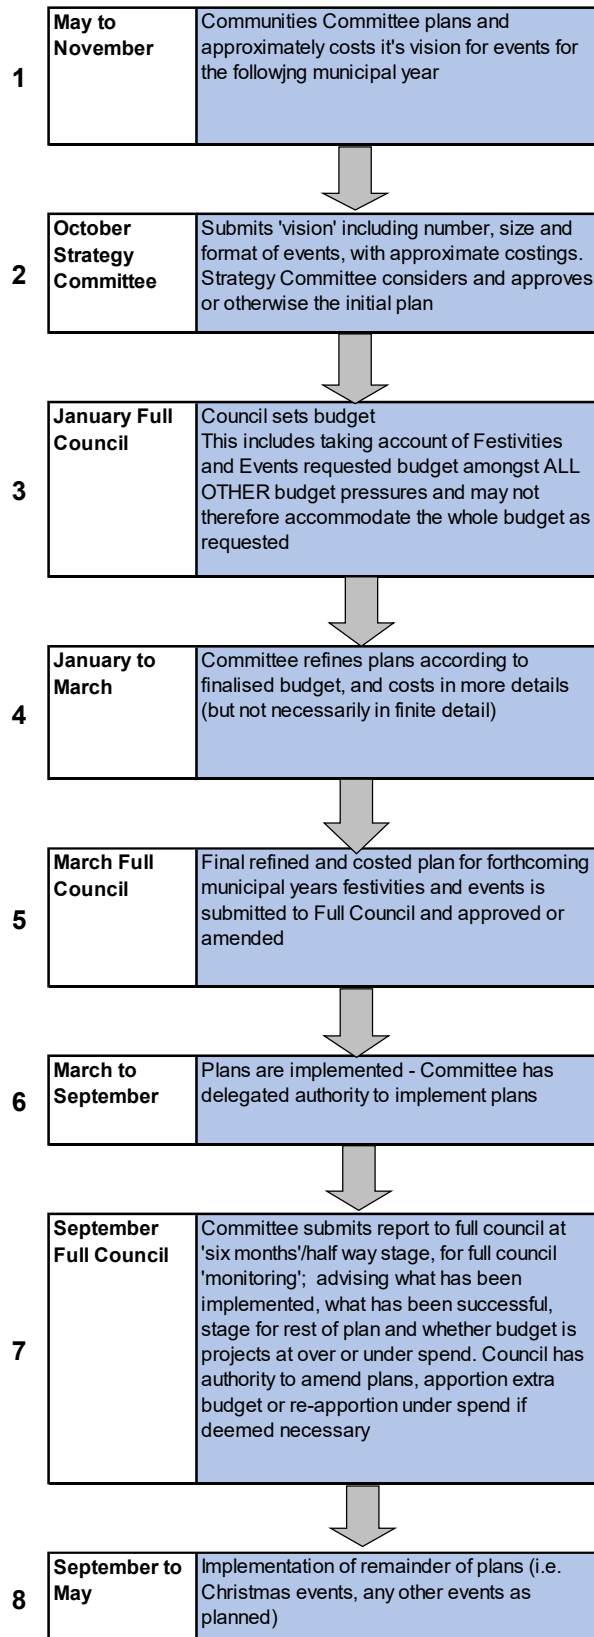 1
May to
November
Communities Committee plans and
approximately costs it's vision for events for
the followjng municipal year
2
October
Strategy
Committee
Submits 'vision' including number, size and
format of events, with approximate costings.
Strategy Committee considers and approves
or otherwise the initial plan
3
January Full
Council
Council sets budget
This includes taking account of Festivities
and Events requested budget amongst ALL
OTHER budget pressures and may not
therefore accommodate the whole budget as
requested
4
January to
March
Committee refines plans according to
finalised budget, and costs in more details
(but not necessarily in finite detail)
5
March Full
Council
Final refined and costed plan for forthcoming
municipal years festivities and events is
submitted to Full Council and approved or
amended
6
March to
September
Plans are implemented - Committee has
delegated authority to implement plans
7
September
Full Council
Committee submits report to full council at
'six months'/half way stage, for full council
'monitoring';  advising what has been
implemented, what has been successful,
stage for rest of plan and whether budget is
projects at over or under spend. Council has
authority to amend plans, apportion extra
budget or re-apportion under spend if
deemed necessary
8
September to
May
Implementation of remainder of plans (i.e.
Christmas events, any other events as
planned)